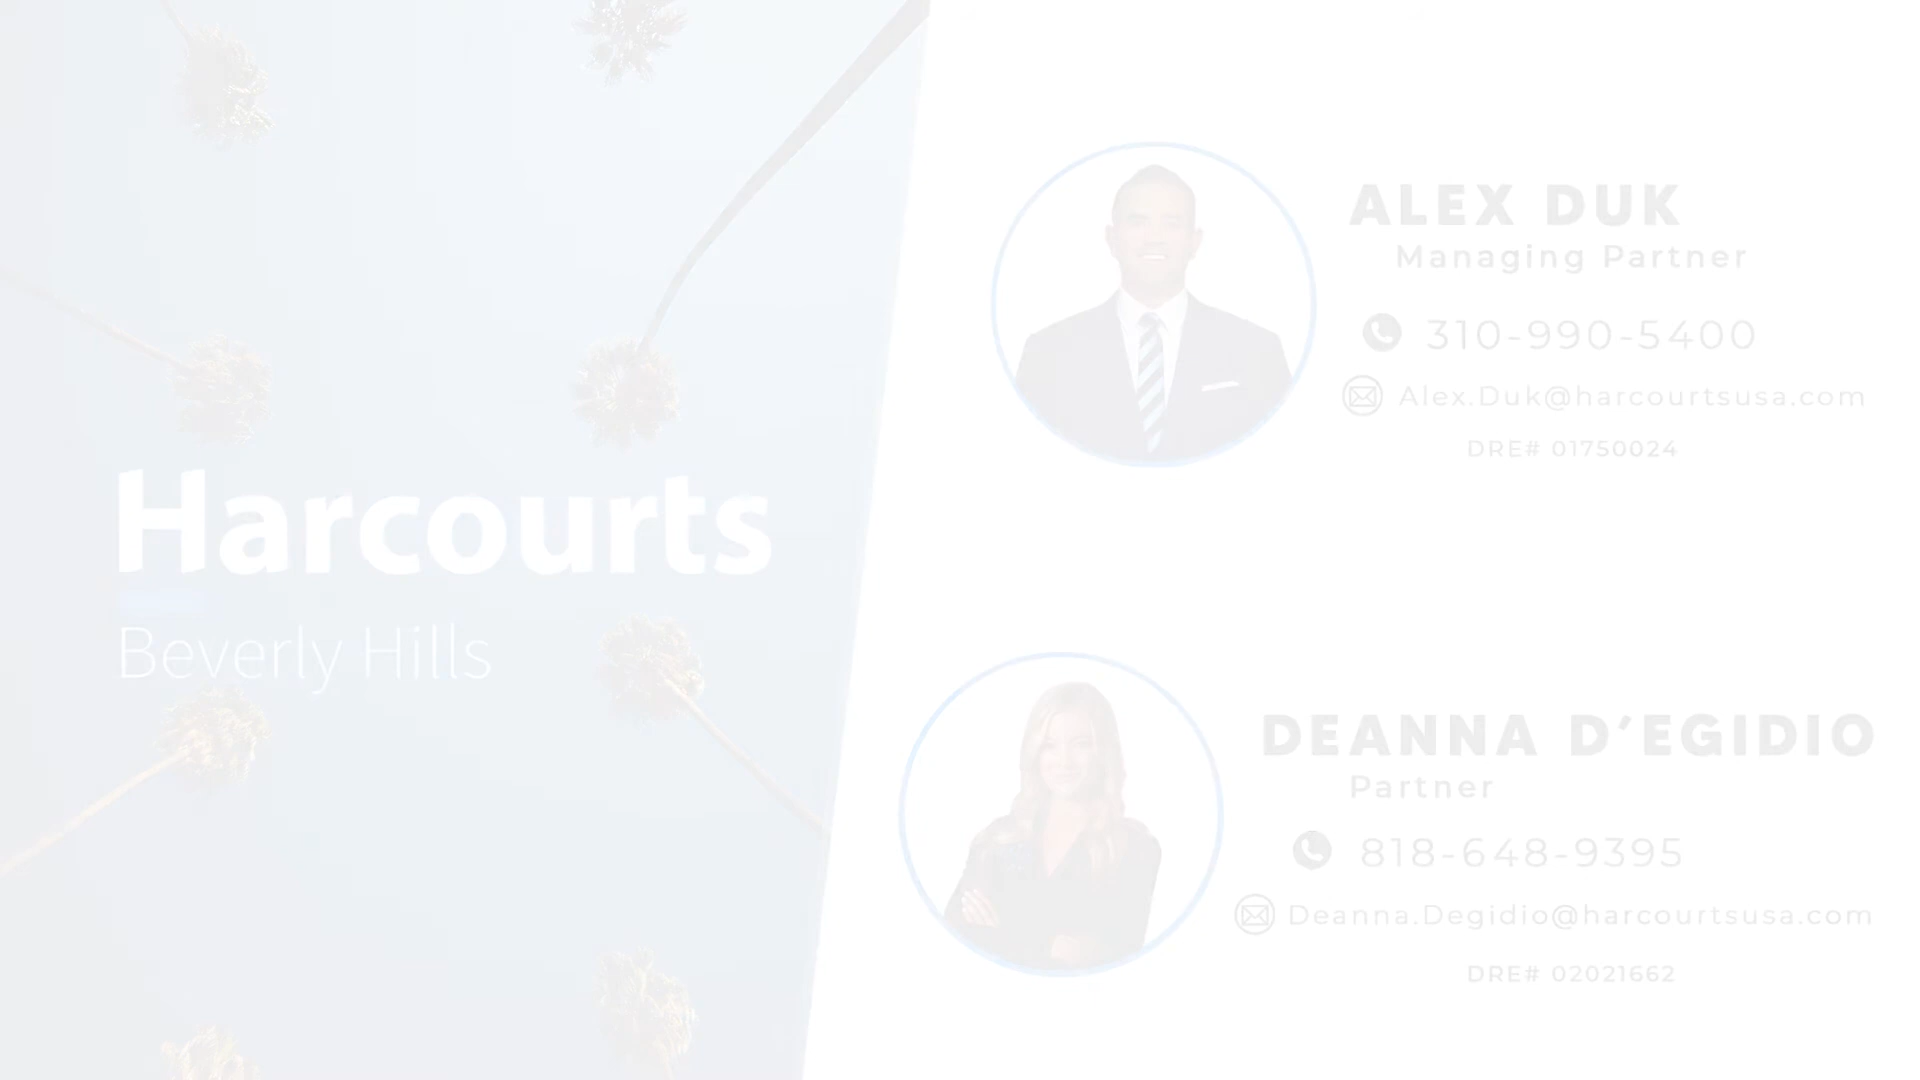 Harcourts
Beverly Hills
ALEX DUK
Managing Partner
310-990-5400
Alex.Duk@harcourtsusa.com
DRE# 01750024
DEANNA D'EGIDIO
Partner
818-648-9395
Deanna.Degidio@harcourtsusa.com
DRE# 02021662